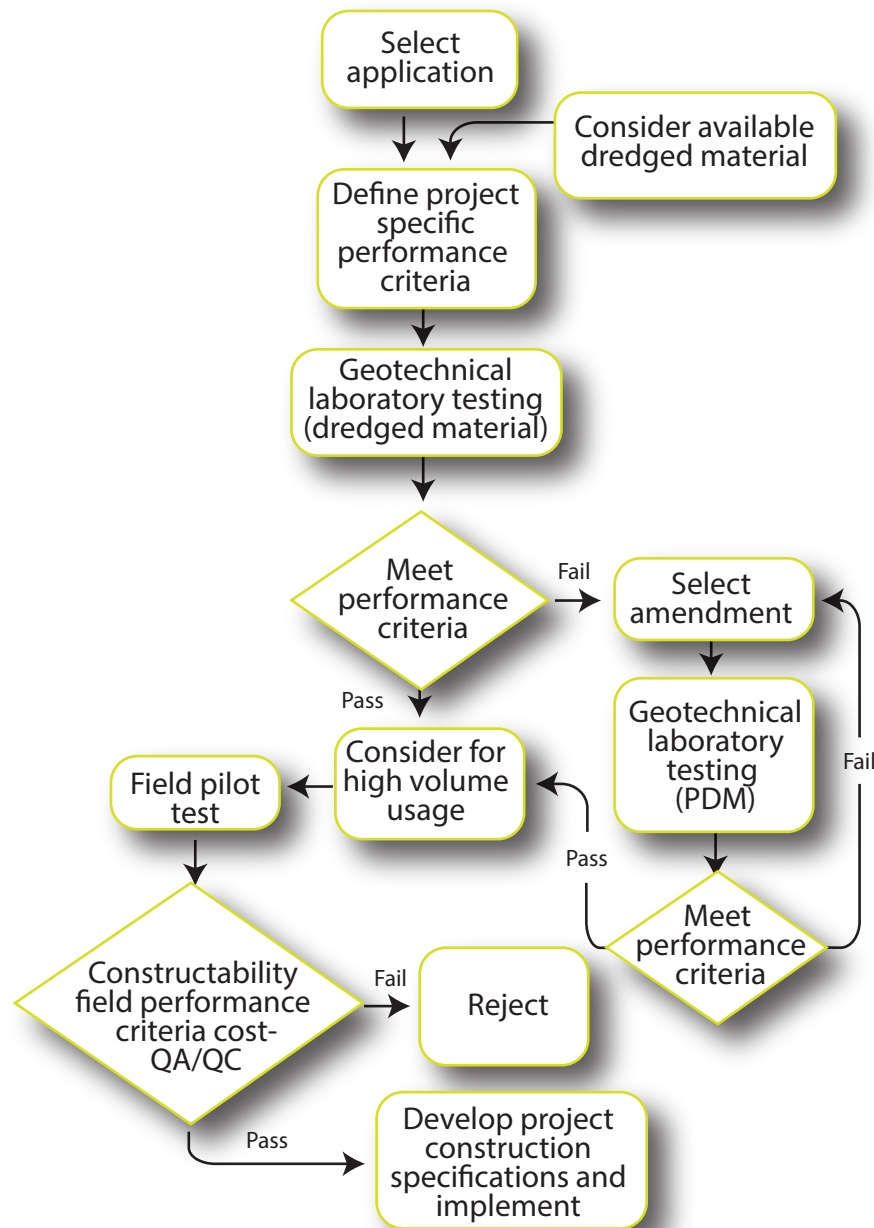 Select
application
Consider available
dredged material
Define project
specific
performance
criteria
Geotechnical
laboratory testing
(dredged material)
Meet
performance
criteria
Fail
Select
amendment
Pass
Geotechnical
laboratory
testing
(PDM)
Fail
Consider for
high volume
usage
Field pilot
test
Pass
Meet
performance
criteria
Constructability
field performance
criteria cost-
QA/QC
Fail
Reject
Pass
Develop project
construction
specifications and
implement